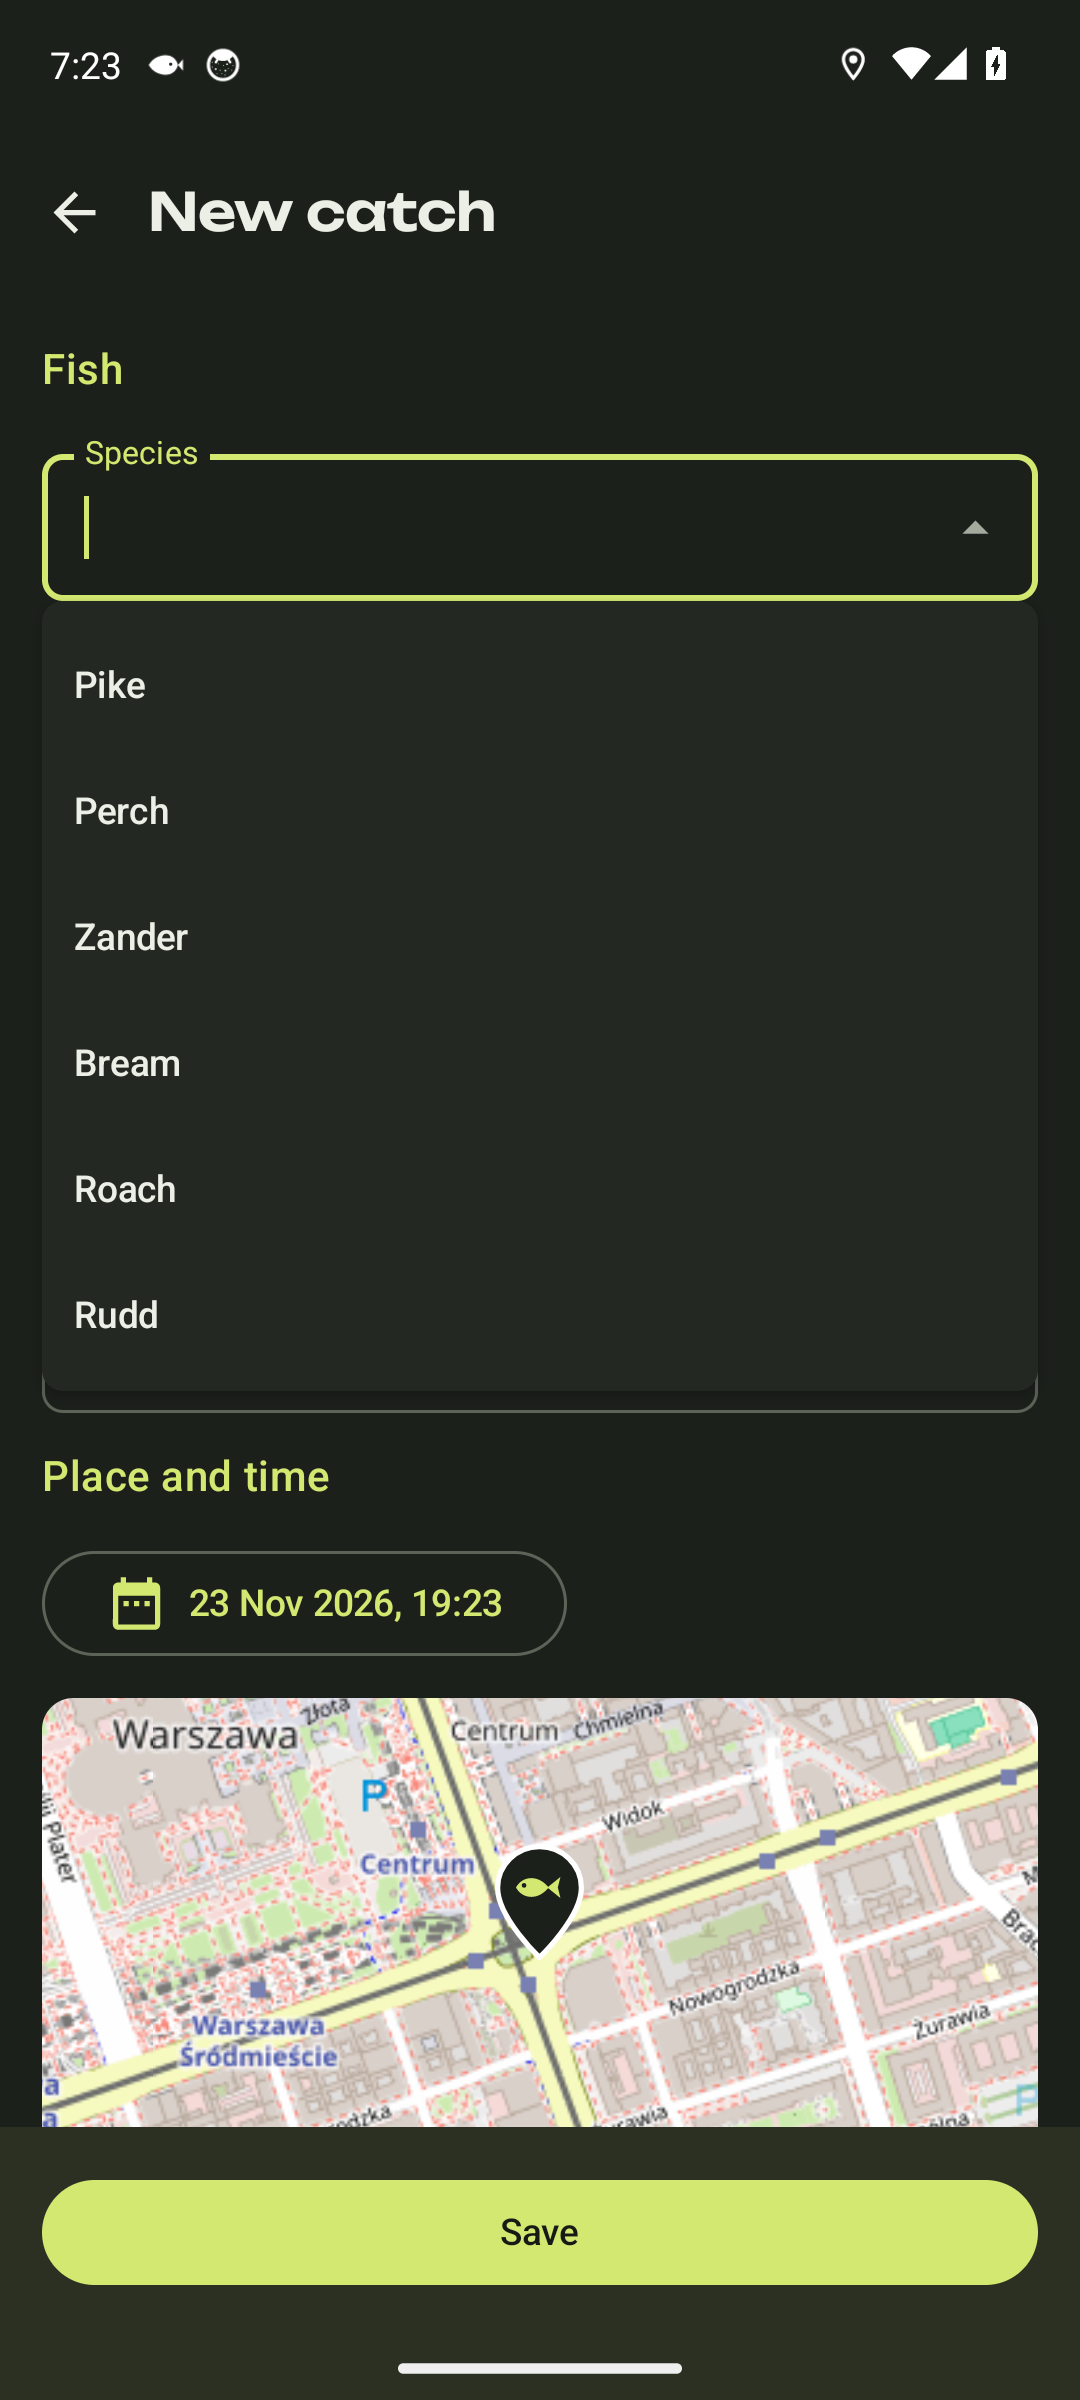 7:23
New catch
Fish
Species
Pike
Perch
Zander
Bream
Roach
Rudd
Place and time
23 Nov 2026, 19:23
Warszawa
Złota
Centrum
Chmielna
P
Widok
Plater
Centrum
Nowogrodzka
Żurawia
Warszawa
Śródmieście
Save